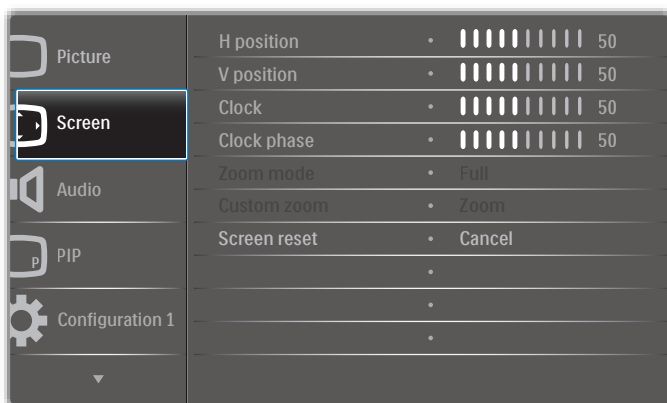 Picture
Screen
Audio
P
PIP
Configuration 1
H position 50
V position 50
Clock 50
Clock phase 50
Zoom mode Full
Custom zoom Zoom
Screen reset Cancel